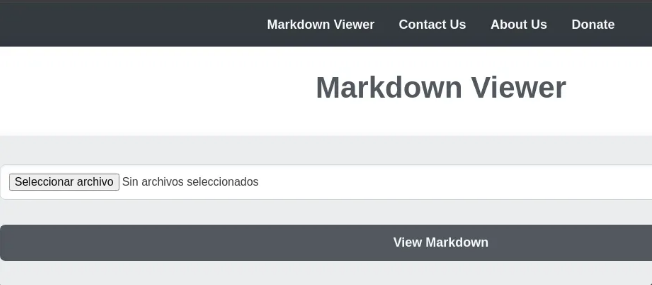 Markdown Viewer Contact Us About Us Donate
Markdown Viewer
Seleccionar archivo Sin archivos seleccionados
View Markdown